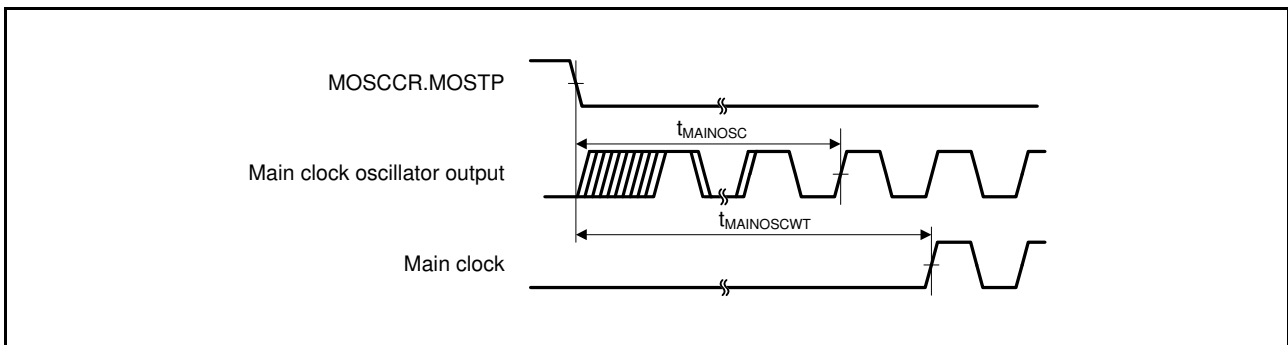 MOSCCR.MOSTP
tMAINOSC
Main clock oscillator output
tMAINOSCWT
Main clock